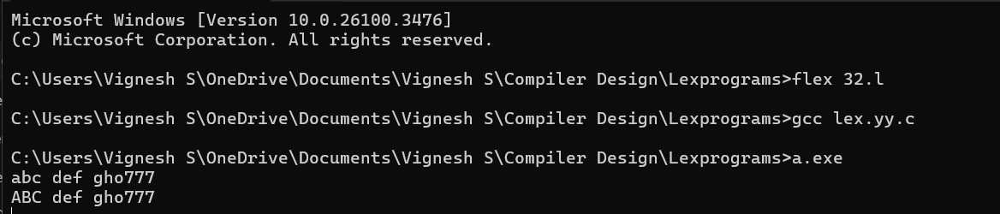 Microsoft Windows [Version 10.0.26100.3476]
(c) Microsoft Corporation. All rights reserved.
C:\Users\Vignesh S\OneDrive\Documents\Vignesh S\Compiler Design\Lexprograms>flex 32.l
C:\Users\Vignesh S\OneDrive\Documents\Vignesh S\Compiler Design\Lexprograms>gcc lex.yy.c
C:\Users\Vignesh S\OneDrive\Documents\Vignesh S\Compiler Design\Lexprograms>a.exe
abc def gho777
ABC def gho777